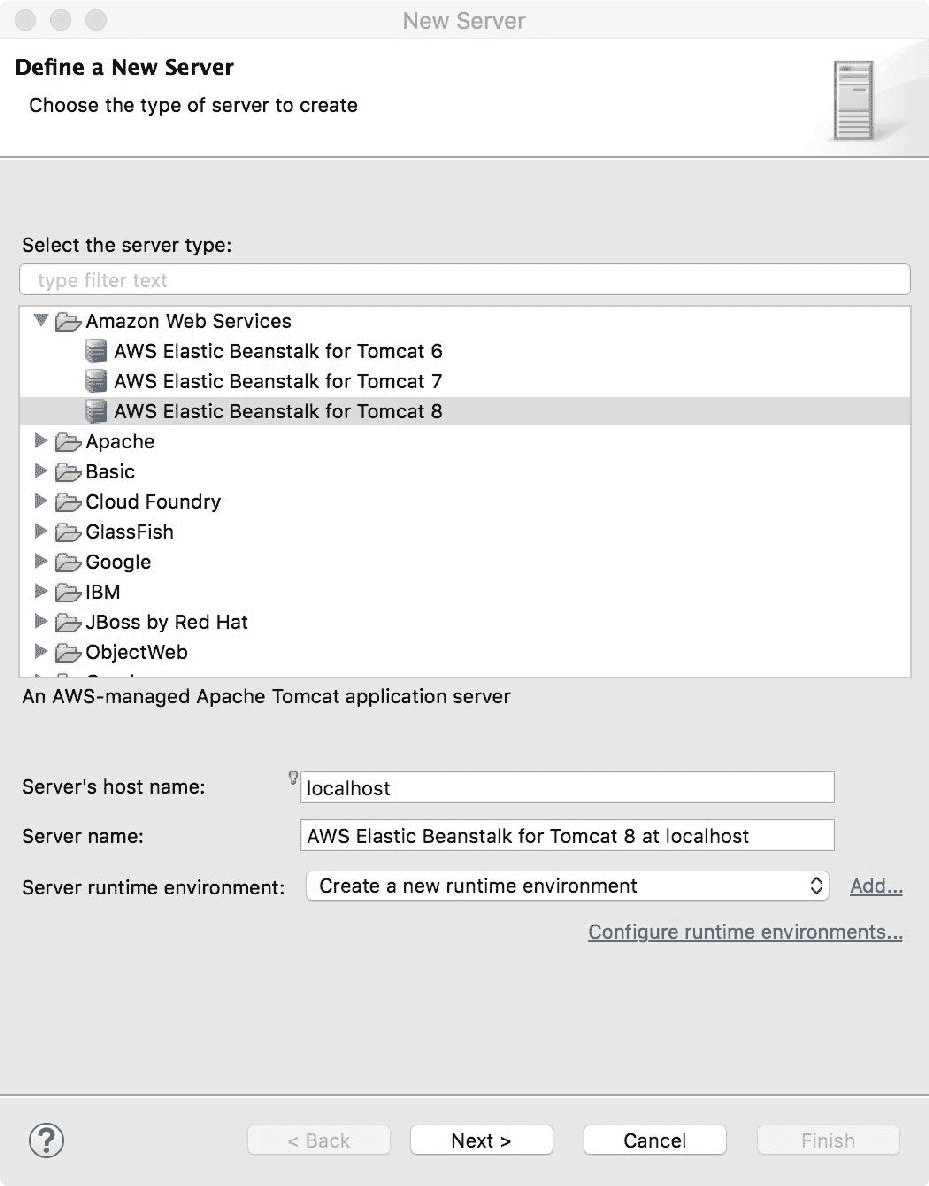 New Server
Define a New Server
Choose the type of server to create
Select the server type:
type filter text
Amazon Web Services
AWS Elastic Beanstalk for Tomcat 6
AWS Elastic Beanstalk for Tomcat 7
AWS Elastic Beanstalk for Tomcat 8
Apache
Basic
Cloud Foundry
GlassFish
Google
IBM
JBoss by Red Hat
ObjectWeb
An AWS-managed Apache Tomcat application server
Server's host name: localhost
Server name: AWS Elastic Beanstalk for Tomcat 8 at localhost
Server runtime environment: Create a new runtime environment Add...
Configure runtime environments...
? < Back Next > Cancel Finish